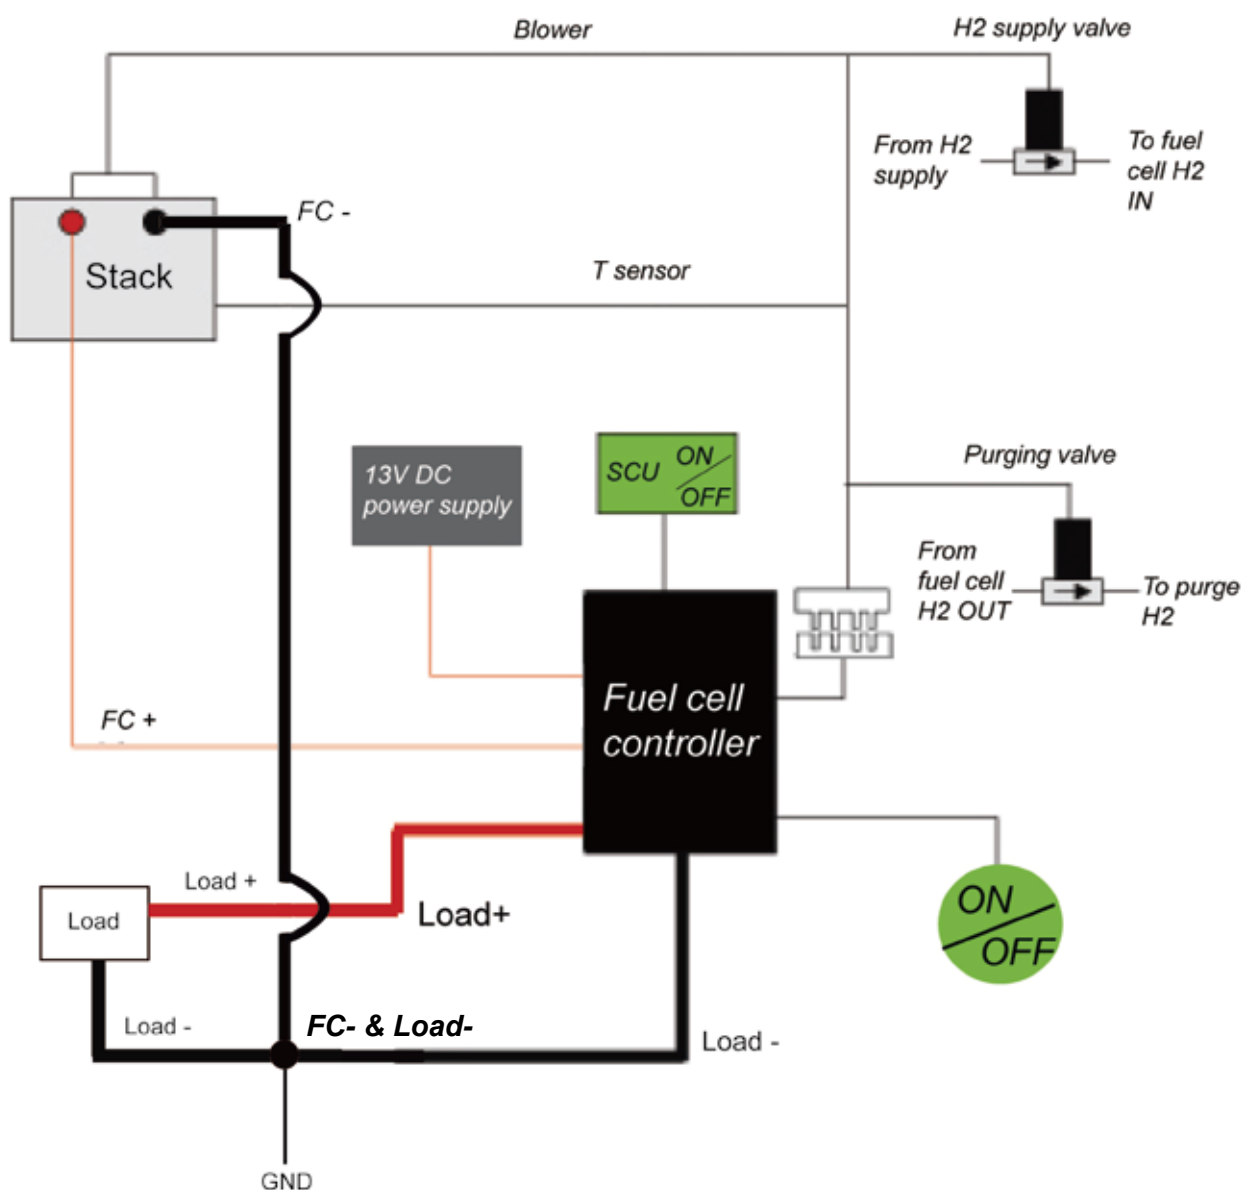 Blower
H2 supply valve
From H2
supply
To fuel
cell H2
IN
FC -
Stack
T sensor
13V DC
power supply
SCU ON
OFF
Purging valve
From
fuel cell
H2 OUT
To purge
H2
Fuel cell
controller
FC +
Load +
Load
Load+
ON
OFF
Load -
FC- & Load-
Load -
GND